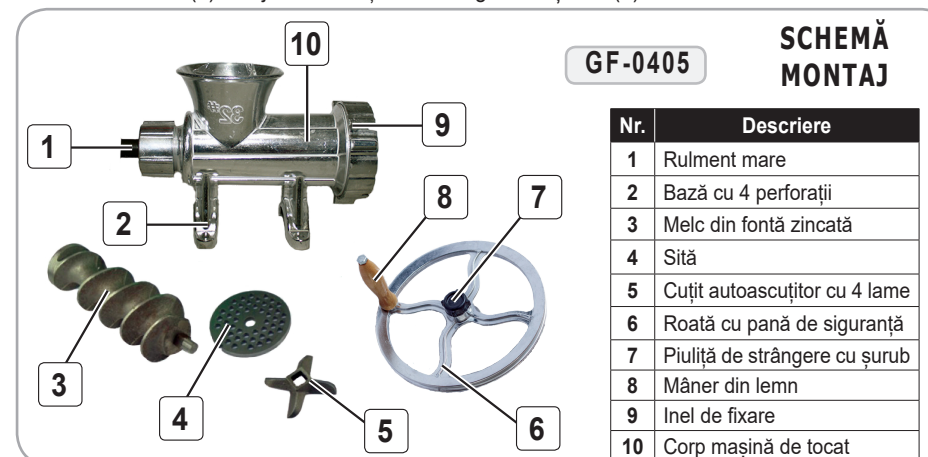 10
GF-0405
SCHEMĂ
MONTAJ
1
9
8
7
2
3
4
5
6
Nr. Descriere
1 Rulment mare
2 Bază cu 4 perforații
3 Melc din fontă zincată
4 Sită
5 Cuțit autoascuțitor cu 4 lame
6 Roată cu pană de siguranță
7 Piuliță de strângere cu șurub
8 Mâner din lemn
9 Inel de fixare
10 Corp mașină de tocat